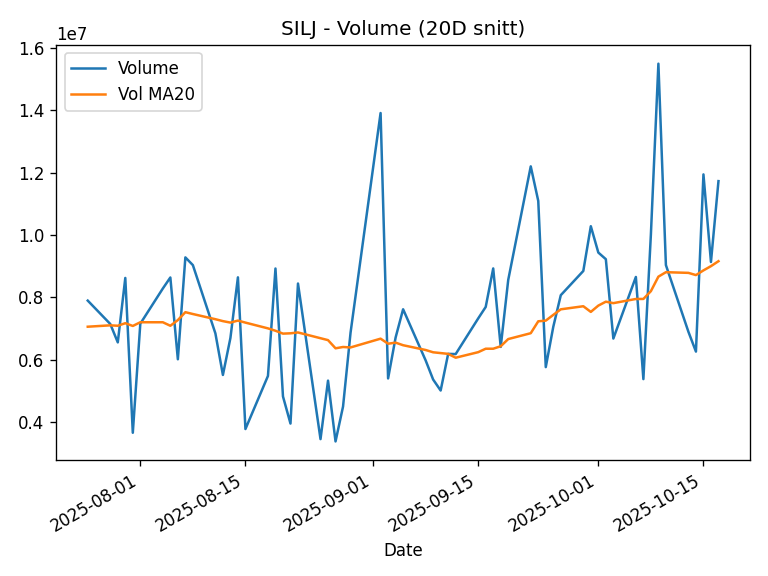 SILJ - Volume (20D snitt)
1e7
Volume
Vol MA20
1.6
1.4
1.2
1.0
0.8
0.6
0.4
2025-08-01
2025-08-15
2025-09-01
2025-09-15
2025-10-01
2025-10-15
Date